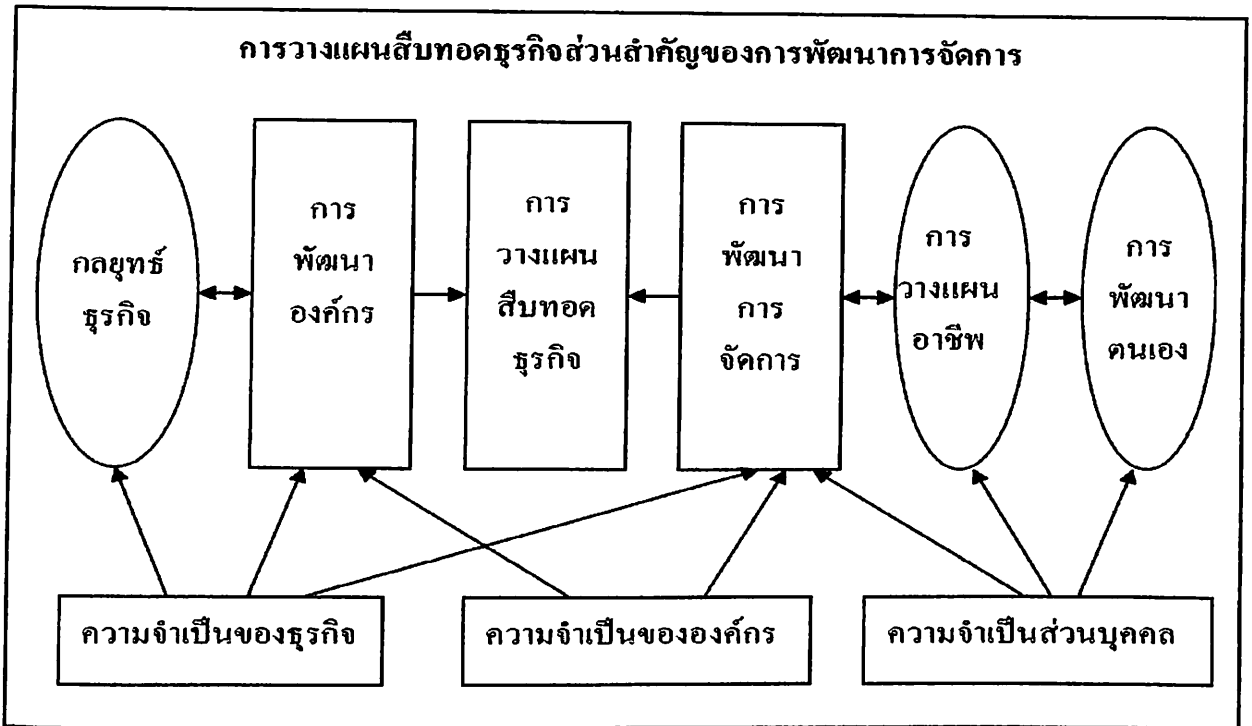 การวางแผนสืบทอดธุรกิจส่วนสำคัญของการพัฒนาการจัดการ
กลยุทธ์
ธุรกิจ
การ
พัฒนา
องค์กร
การ
วางแผน
สืบทอด
ธุรกิจ
การ
พัฒนา
การ
จัดการ
การ
วางแผน
อาชีพ
การ
พัฒนา
ตนเอง
ความจำเป็นของธุรกิจ
ความจำเป็นขององค์กร
ความจำเป็นส่วนบุคคล